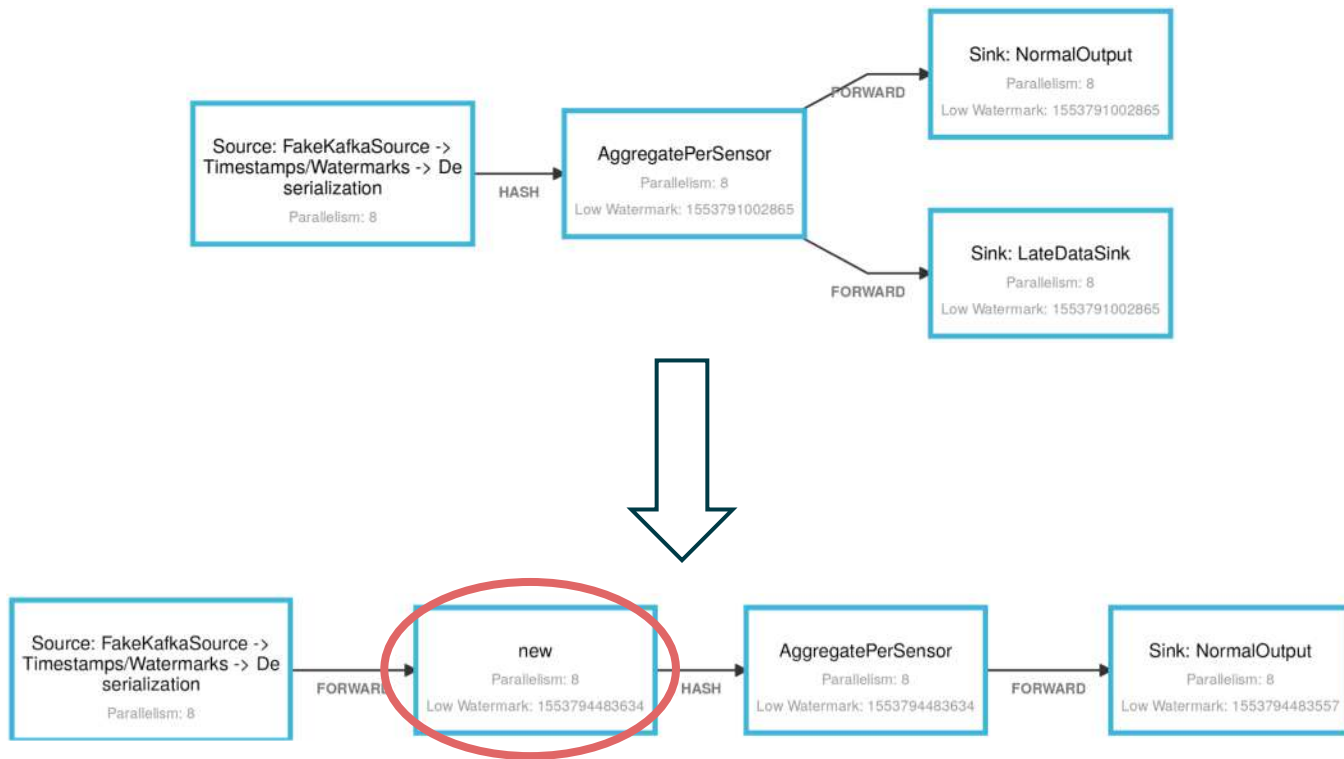 Source: FakeKafkaSource ->
Timestamps/Watermarks -> De
serialization
Parallelism: 8
HASH
AggregatePerSensor
Parallelism: 8
Low Watermark: 1553791002865
FORWARD
Sink: NormalOutput
Parallelism: 8
Low Watermark: 1553791002865
FORWARD
Sink: LateDataSink
Parallelism: 8
Low Watermark: 1553791002865
Source: FakeKafkaSource ->
Timestamps/Watermarks -> De
serialization
Parallelism: 8
FORWARD
new
Parallelism: 8
Low Watermark: 1553794483634
HASH
AggregatePerSensor
Parallelism: 8
Low Watermark: 1553794483634
FORWARD
Sink: NormalOutput
Parallelism: 8
Low Watermark: 1553794483557